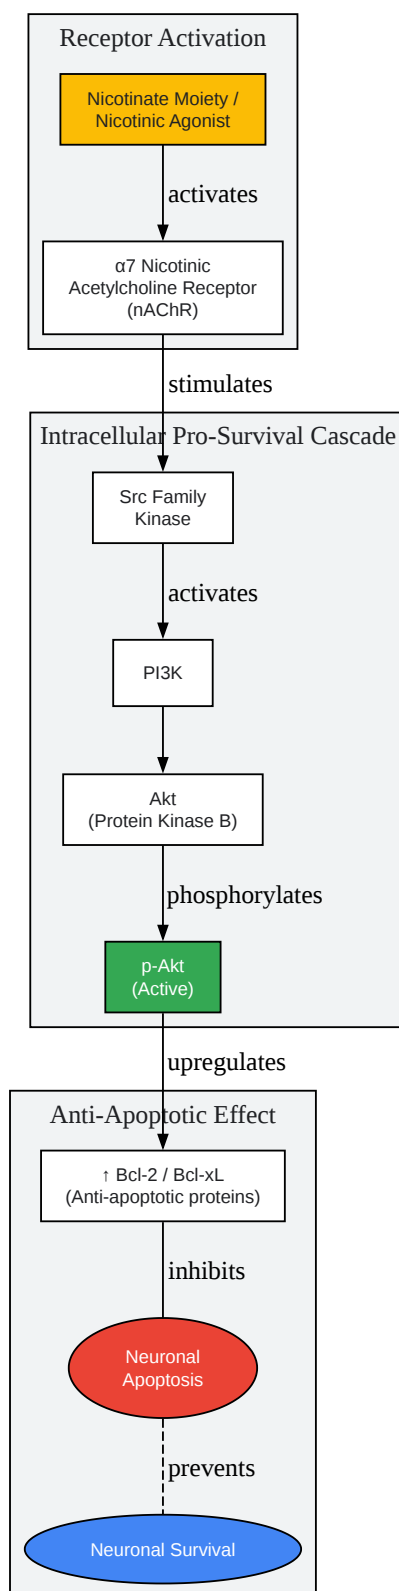 Receptor Activation
Nicotinate Moiety /
Nicotinic Agonist
activates
α7 Nicotinic
Acetylcholine Receptor
(nAChR)
stimulates
Intracellular Pro-Survival Cascade
Src Family
Kinase
activates
PI3K
Akt
(Protein Kinase B)
phosphorylates
p-Akt
(Active)
upregulates
Anti-Apoptotic Effect
↑ Bcl-2 / Bcl-xL
(Anti-apoptotic proteins)
inhibits
Neuronal
Apoptosis
prevents
Neuronal Survival